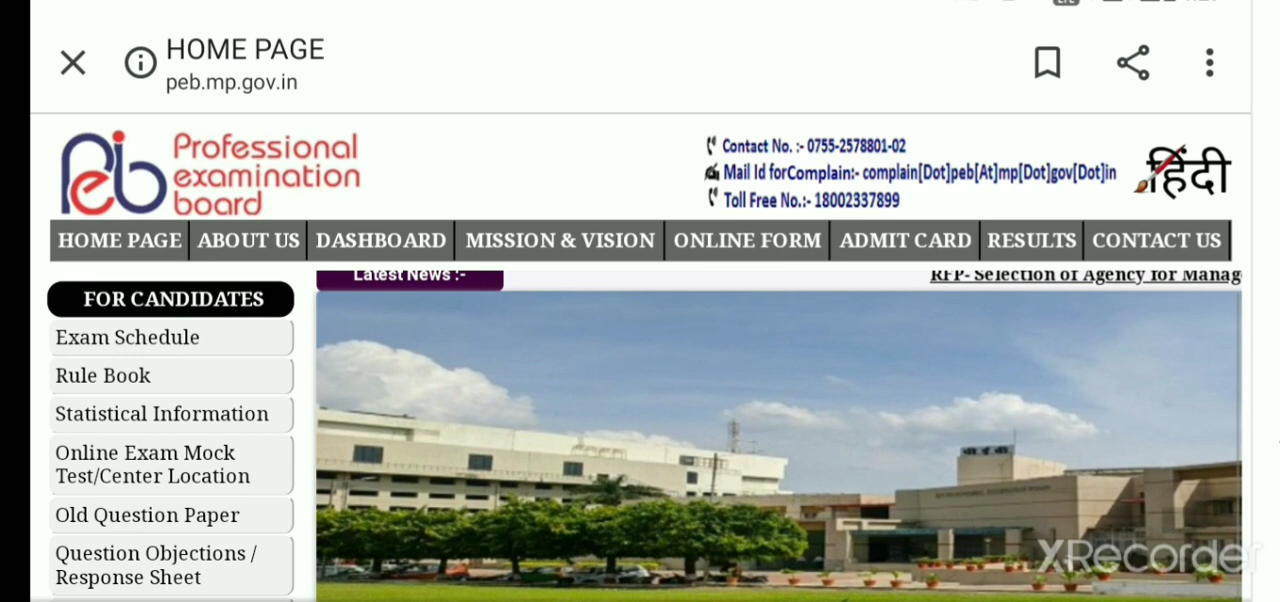 HOME PAGE
peb.mp.gov.in
peb
Professional
examination
board
Contact No. :- 0755-2578801-02
Mail Id forComplain:- complain[Dot]peb[At]mp[Dot]gov[Dot]in
Toll Free No.:- 18002337899
हिंदी
HOME PAGE ABOUT US DASHBOARD MISSION & VISION ONLINE FORM ADMIT CARD RESULTS CONTACT US
Latest News :- RFP- Selection of Agency for Manag
FOR CANDIDATES
Exam Schedule
Rule Book
Statistical Information
Online Exam Mock
Test/Center Location
Old Question Paper
Question Objections /
Response Sheet
XRecorder